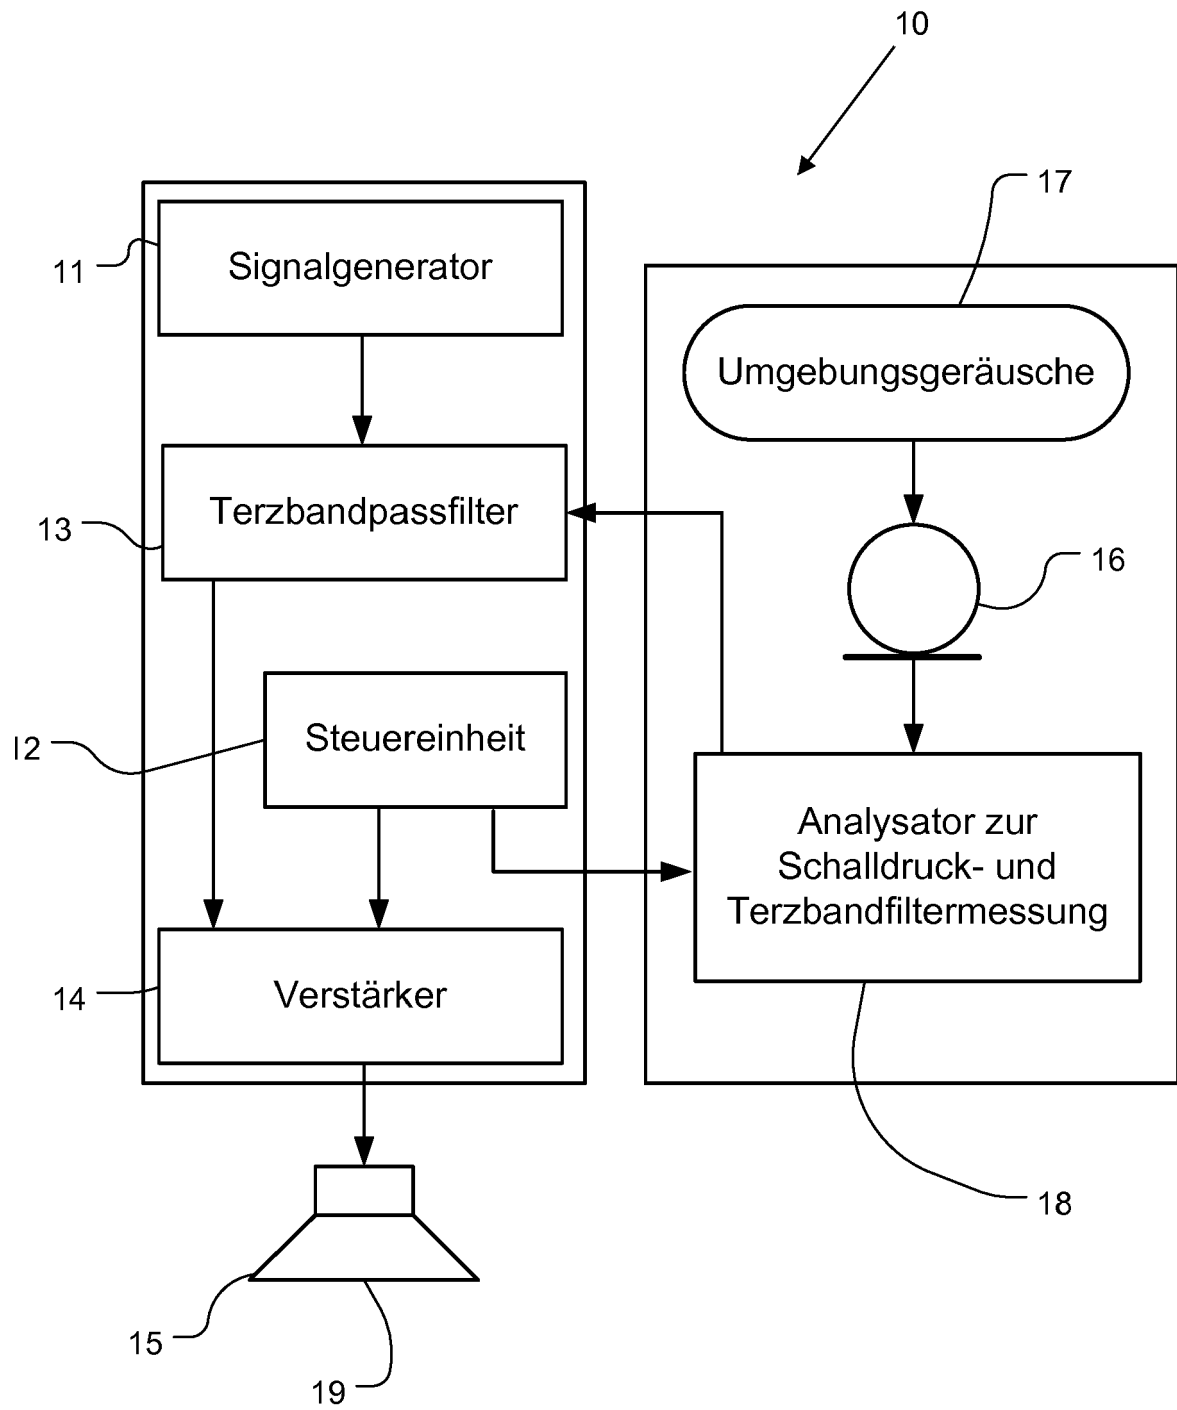 10
17
11
Signalgenerator
Umgebungsgeräusche
13
Terzbandpassfilter
16
I2
Steuereinheit
Analysator zur
Schalldruck- und
Terzbandfiltermessung
14
Verstärker
18
15
19